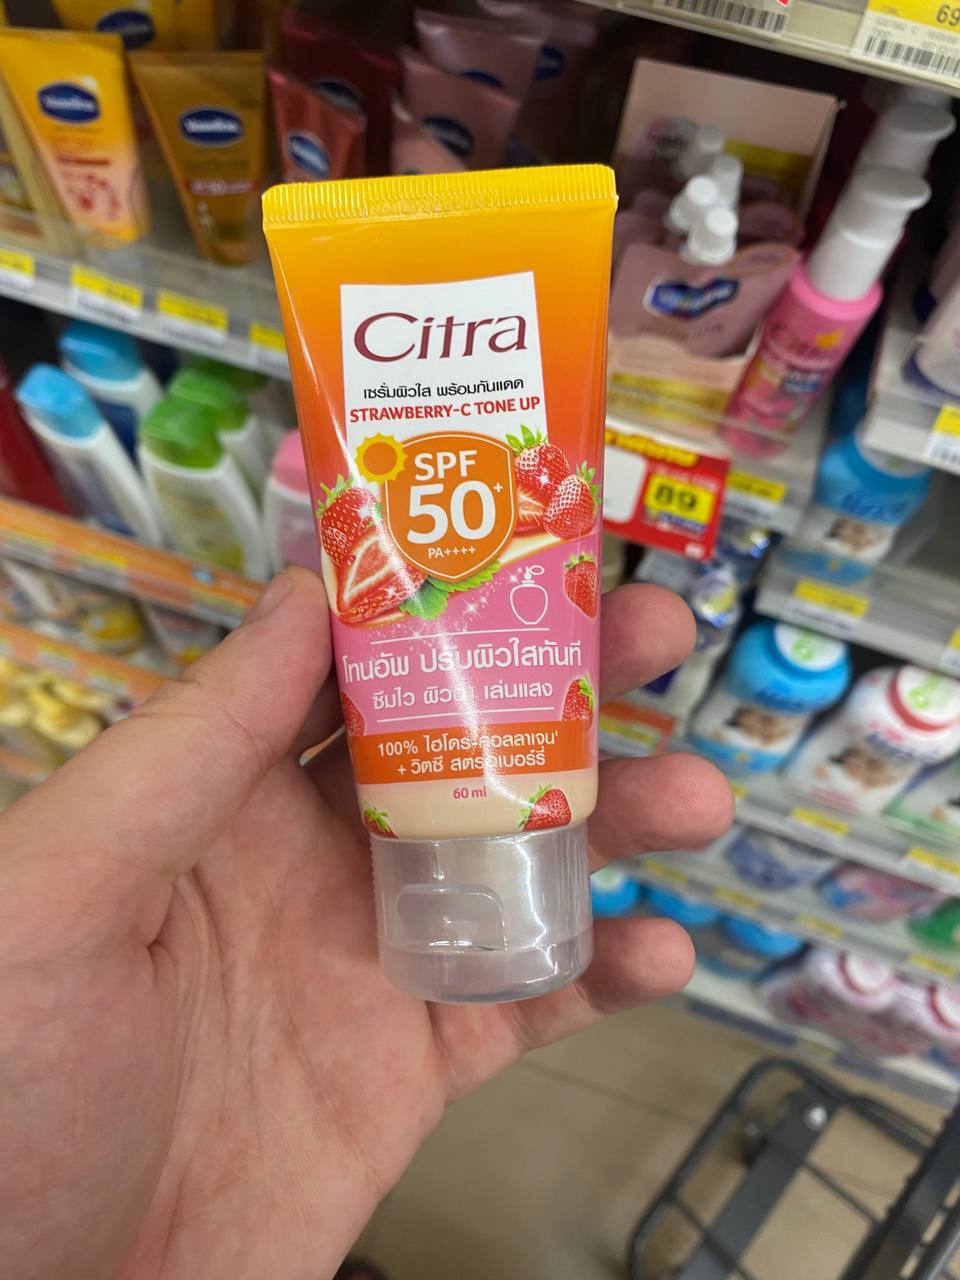 Citra
เซรั่มผิวใส พร้อมกันแดด
STRAWBERRY-C TONE UP
SPF
50+
PA++++
โทนอัพ ปรับผิวใสทันที
ซึมไว ผิวฉ่ำ เล่นแสง
100% ไฮโดร-คอลลาเจน
+ วิตซี สตรอเบอร์รี่
60 ml
Vaseline
Vaseline
89
69